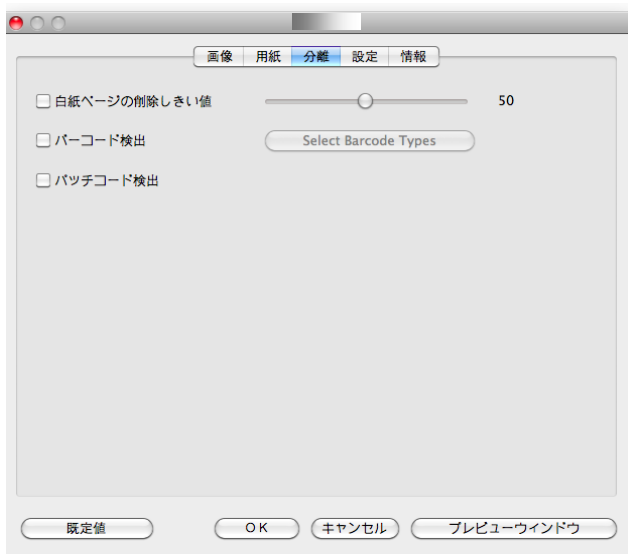 画像 用紙 分離 設定 情報
白紙ページの削除しきい値 50
バーコード検出 Select Barcode Types
パッチコード検出
既定値 OK キャンセル プレビューウインドウ